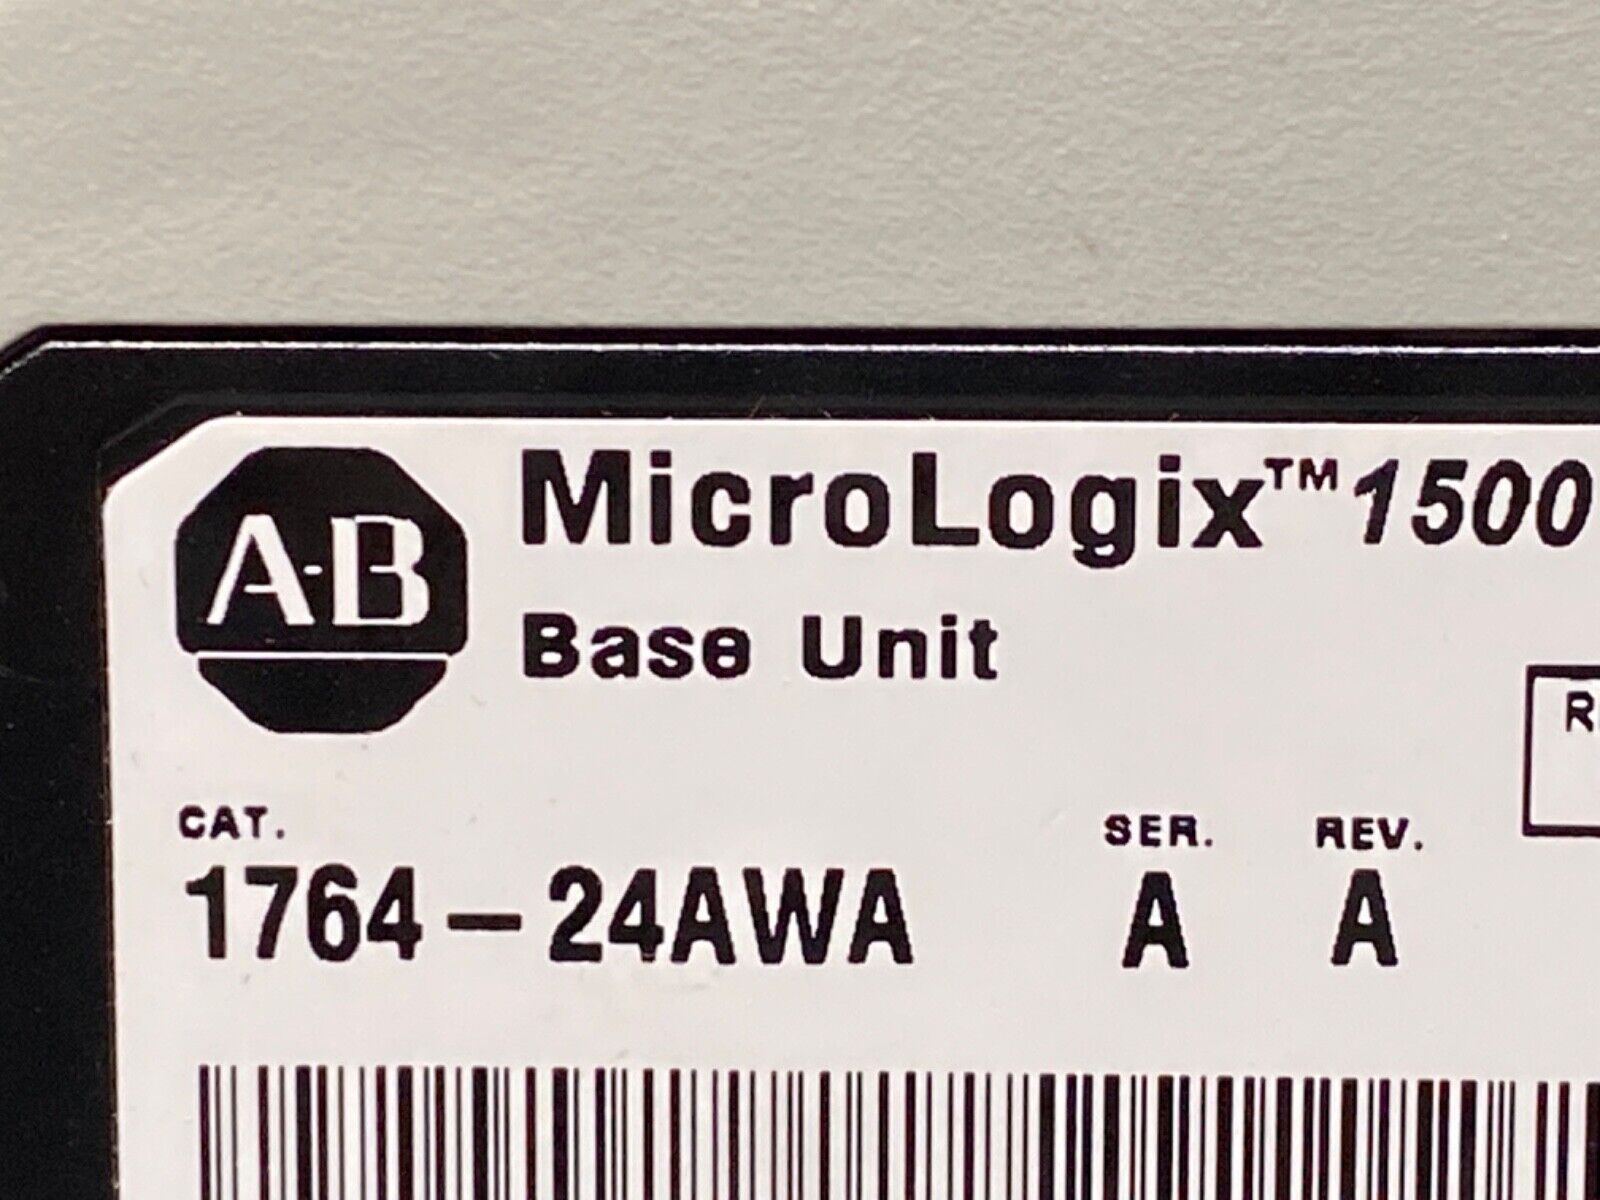 A-B
MicroLogix™ 1500
Base Unit
CAT. SER. REV.
1764-24AWA A A